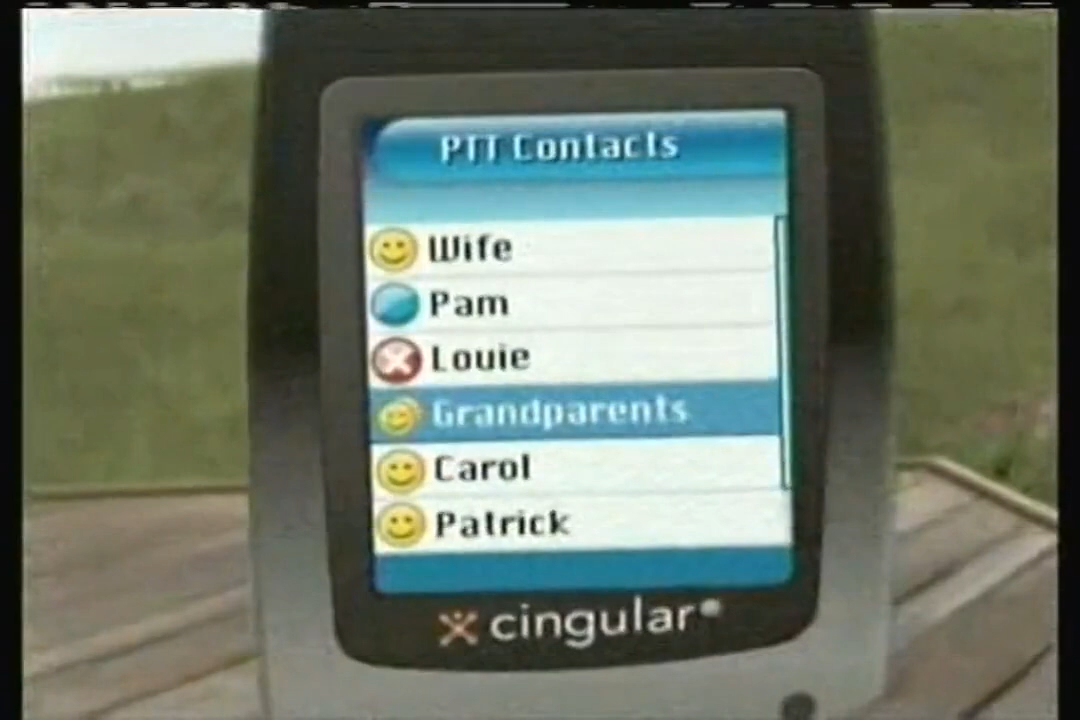 PTT Contacts
Wife
Pam
Louie
Grandparents
Carol
Patrick
cingular